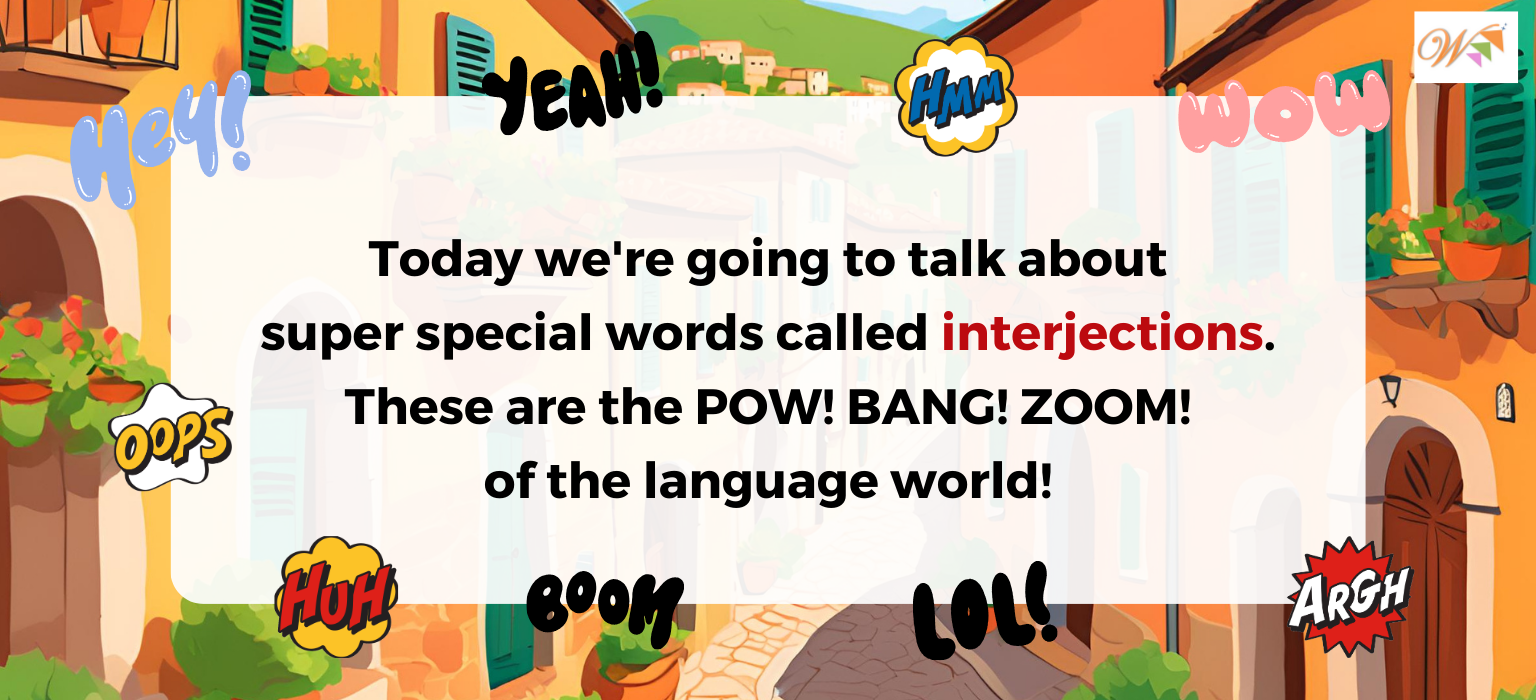 Hey!
YEAH!
HMM
WOW
W
Today we're going to talk about
super special words called interjections.
These are the POW! BANG! ZOOM!
of the language world!
OOPS
HUH
BOOM
LOL!
ARGH